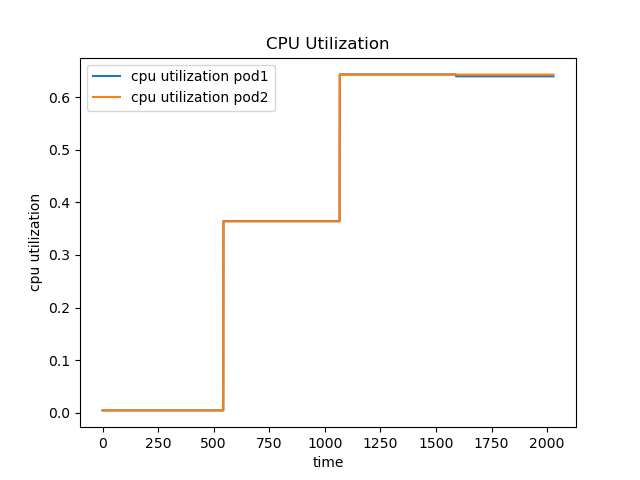 CPU Utilization
cpu utilization pod1
cpu utilization pod2
cpu utilization
0.6
0.5
0.4
0.3
0.2
0.1
0.0
0 250 500 750 1000 1250 1500 1750 2000
time